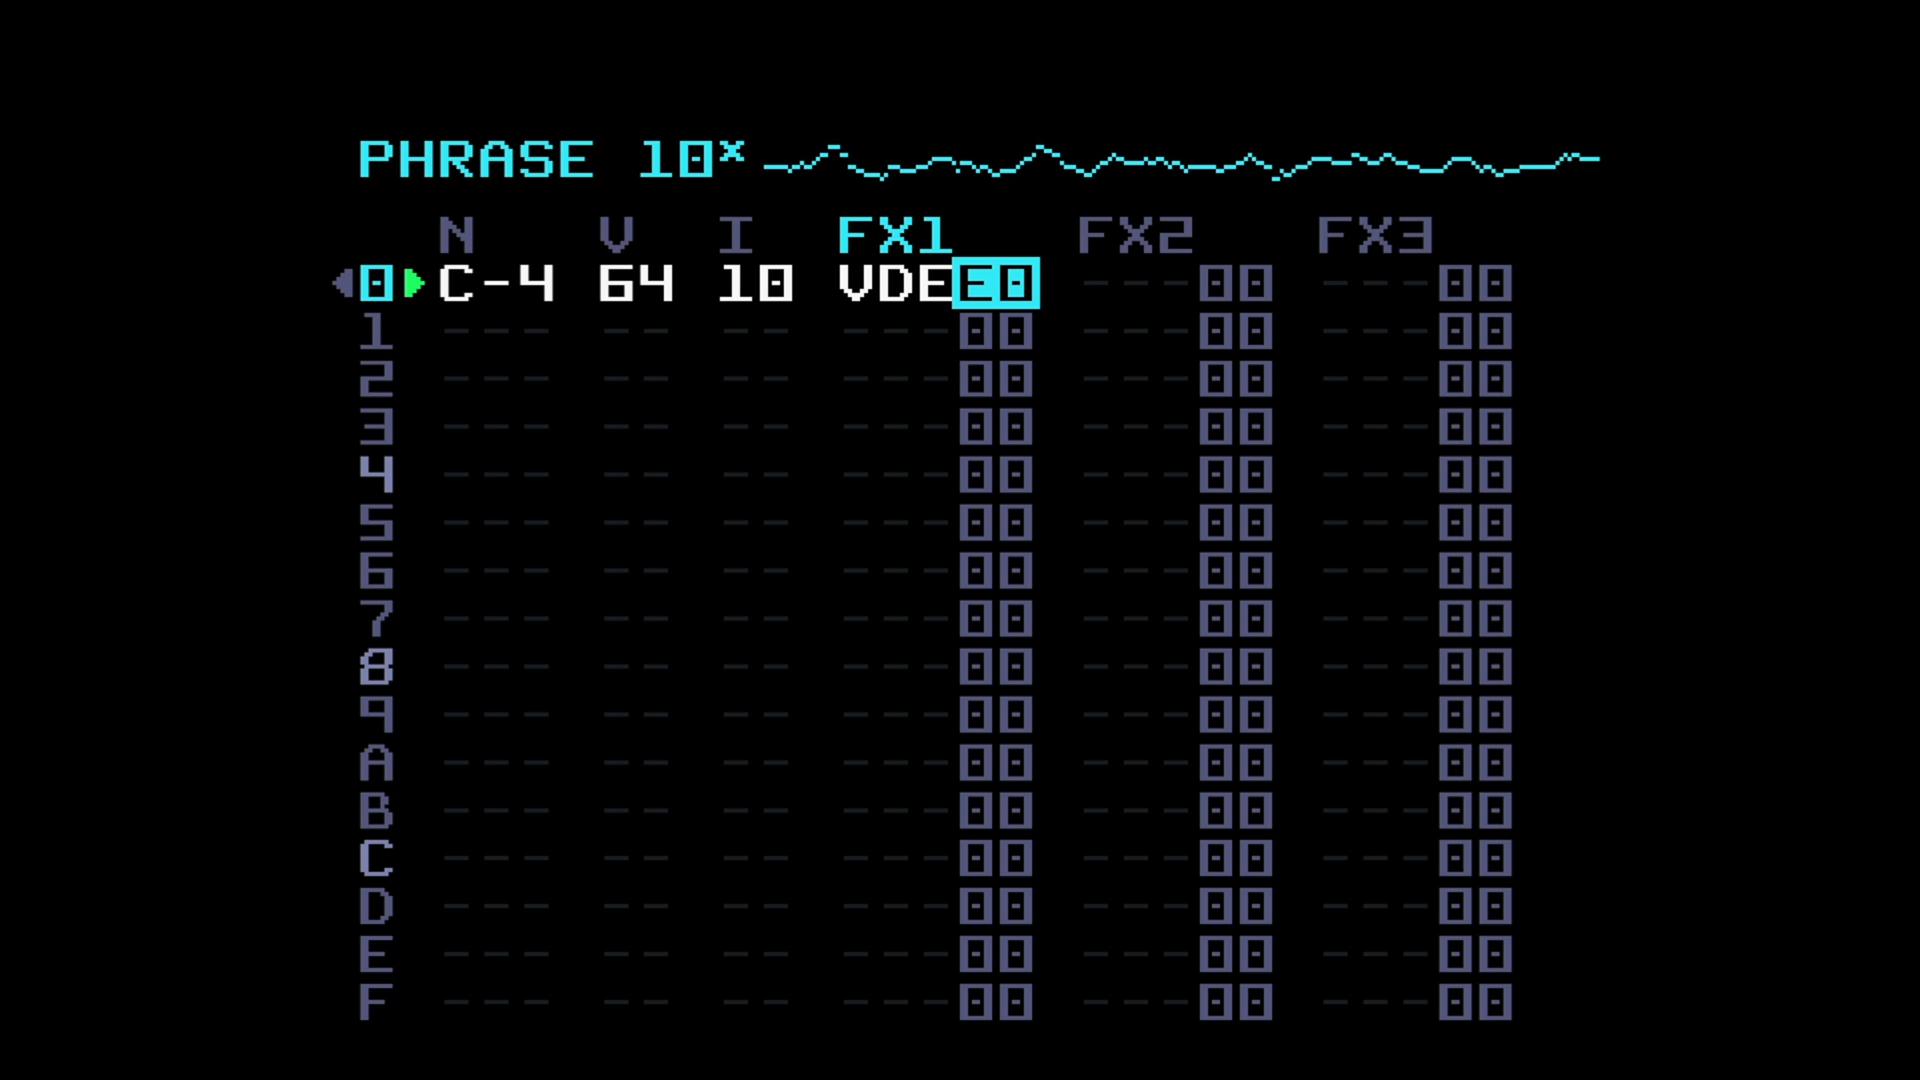 PHRASE 10x
N V I FX1 FX2 FX3
0 C-4 64 10 VDEE0 ---00 ---00
1 --- -- -- ---00 ---00 ---00
2 --- -- -- ---00 ---00 ---00
3 --- -- -- ---00 ---00 ---00
4 --- -- -- ---00 ---00 ---00
5 --- -- -- ---00 ---00 ---00
6 --- -- -- ---00 ---00 ---00
7 --- -- -- ---00 ---00 ---00
8 --- -- -- ---00 ---00 ---00
9 --- -- -- ---00 ---00 ---00
A --- -- -- ---00 ---00 ---00
B --- -- -- ---00 ---00 ---00
C --- -- -- ---00 ---00 ---00
D --- -- -- ---00 ---00 ---00
E --- -- -- ---00 ---00 ---00
F --- -- -- ---00 ---00 ---00